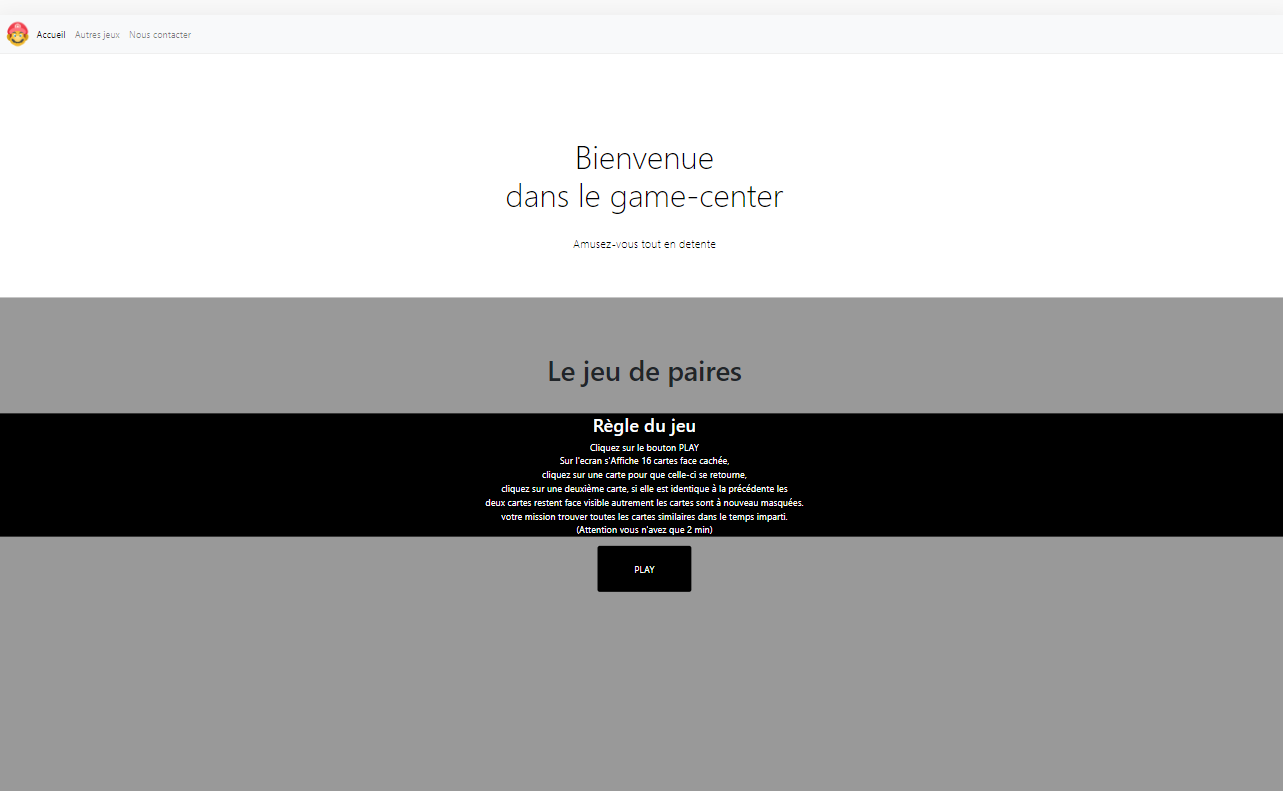 Accueil Autres jeux Nous contacter
Bienvenue
dans le game-center
Amusez-vous tout en detente
Le jeu de paires
Règle du jeu
Cliquez sur le bouton PLAY
Sur l'ecran s'Affiche 16 cartes face cachée,
cliquez sur une carte pour que celle-ci se retourne,
cliquez sur une deuxième carte, si elle est identique à la précédente les
deux cartes restent face visible autrement les cartes sont à nouveau masquées.
votre mission trouver toutes les cartes similaires dans le temps imparti.
(Attention vous n'avez que 2 min)
PLAY